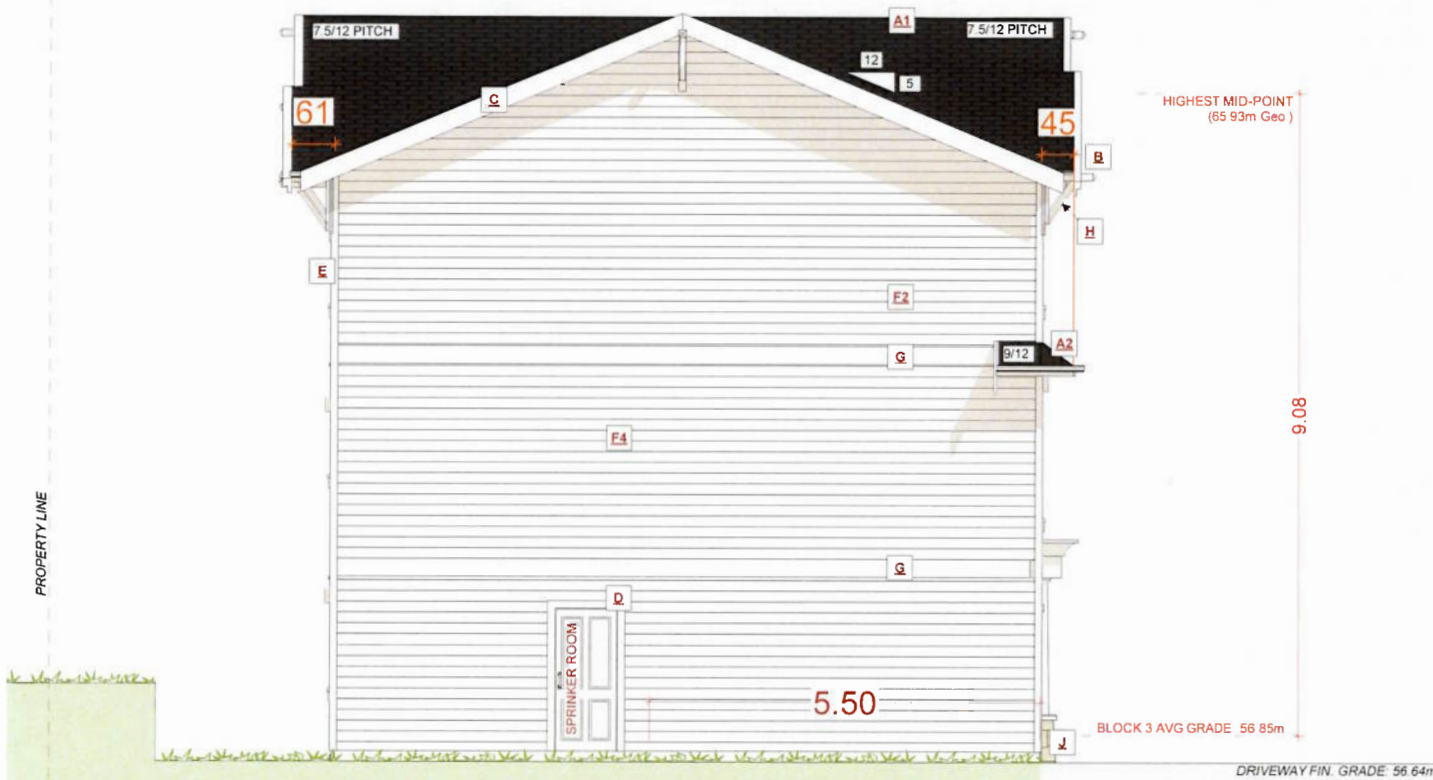 A1
7.5/12 PITCH
7.5/12 PITCH
12
5
C
HIGHEST MID-POINT
(65 93m Geo )
61
45
B
H
E
F2
9/12
A2
G
9.08
F4
PROPERTY LINE
G
D
SPRINKER ROOM
5.50
BLOCK 3 AVG GRADE 56 85m
J
DRIVEWAY FIN. GRADE: 56 64m